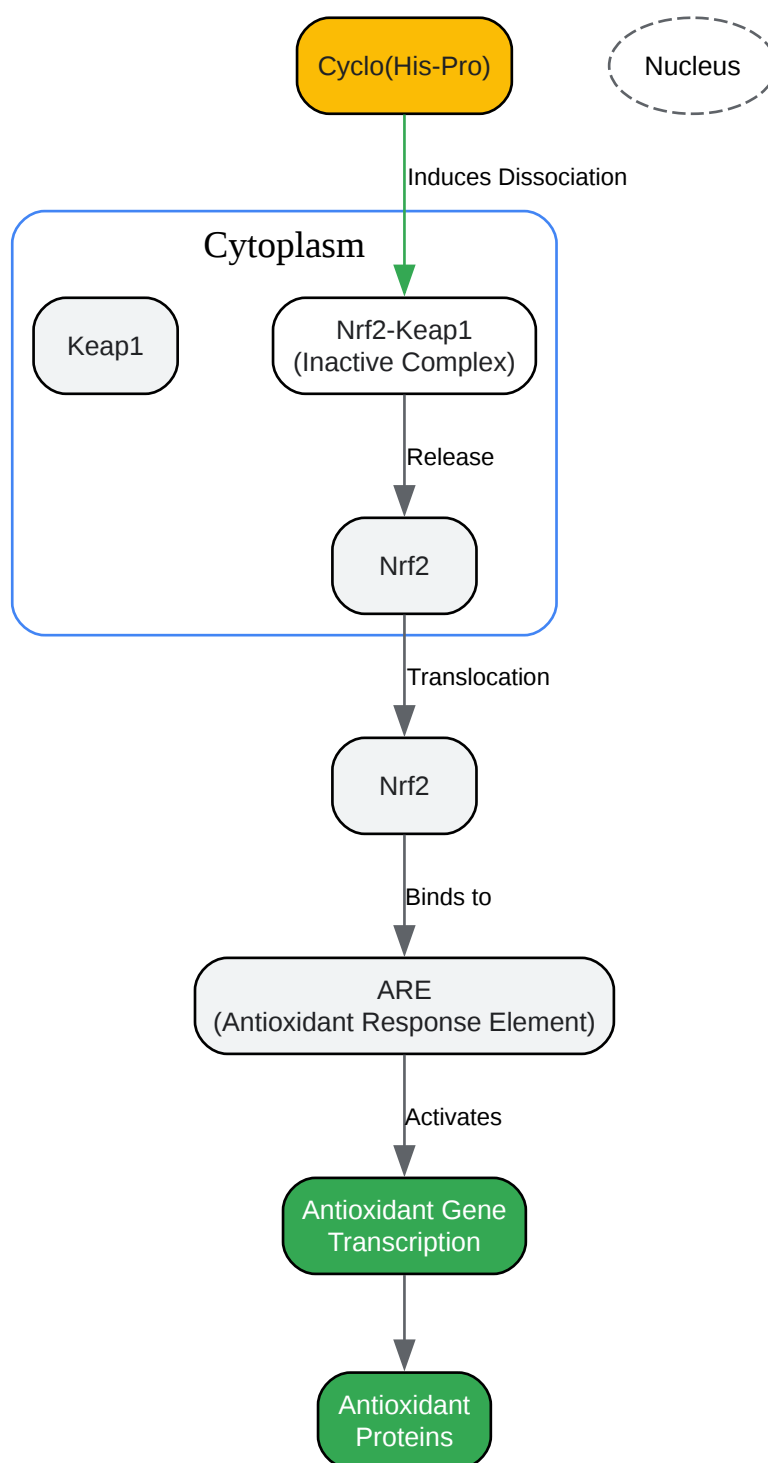 Cyclo(His-Pro)
Nucleus
Induces Dissociation
Cytoplasm
Keap1
Nrf2-Keap1
(Inactive Complex)
Release
Nrf2
Translocation
Nrf2
Binds to
ARE
(Antioxidant Response Element)
Activates
Antioxidant Gene
Transcription
Antioxidant
Proteins